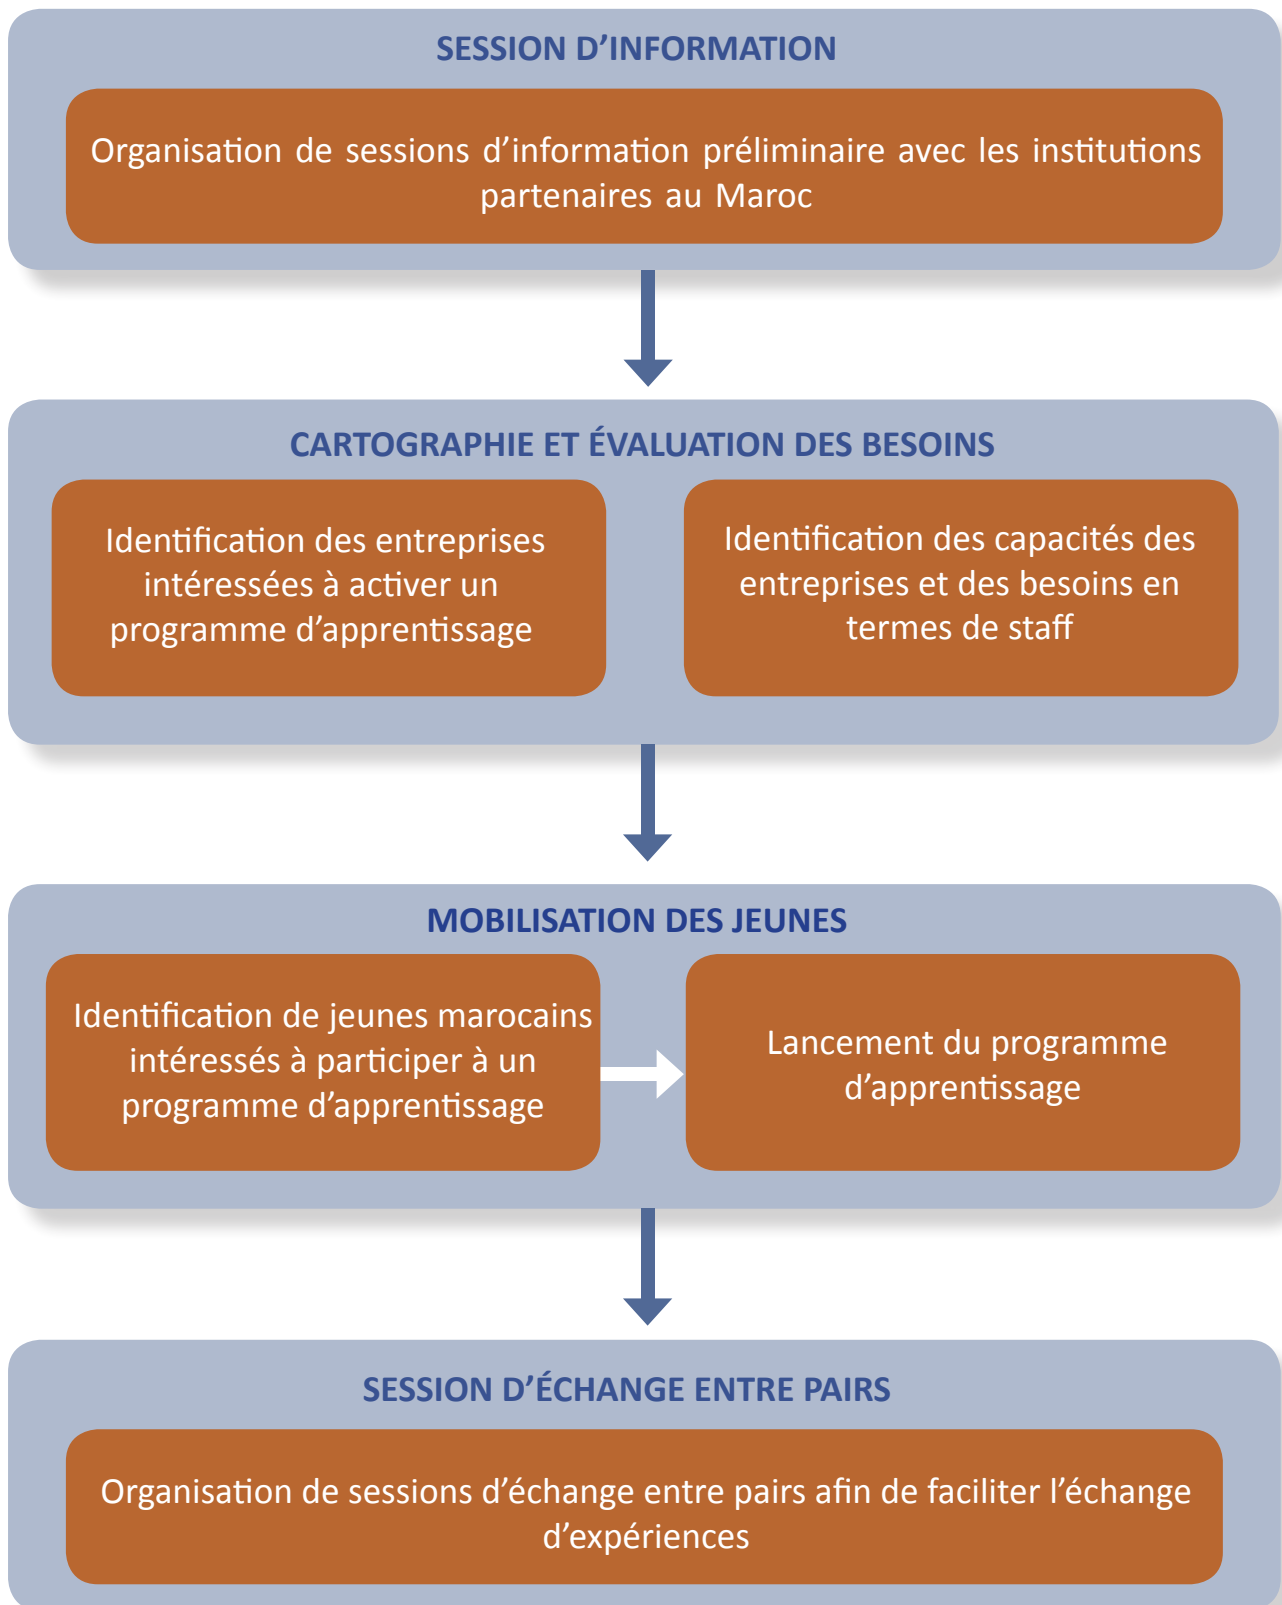 SESSION D’INFORMATION
Organisation de sessions d’information préliminaire avec les institutions
partenaires au Maroc
CARTOGRAPHIE ET ÉVALUATION DES BESOINS
Identification des entreprises
intéressées à activer un
programme d’apprentissage
Identification des capacités des
entreprises et des besoins en
termes de staff
MOBILISATION DES JEUNES
Identification de jeunes marocains
intéressés à participer à un
programme d’apprentissage
Lancement du programme
d’apprentissage
SESSION D’ÉCHANGE ENTRE PAIRS
Organisation de sessions d’échange entre pairs afin de faciliter l’échange
d’expériences